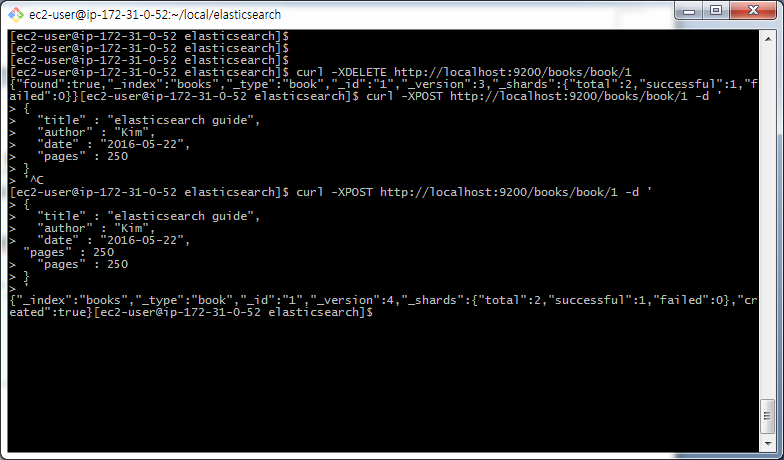 ec2-user@ip-172-31-0-52:~/local/elasticsearch
[ec2-user@ip-172-31-0-52 elasticsearch]$
[ec2-user@ip-172-31-0-52 elasticsearch]$
[ec2-user@ip-172-31-0-52 elasticsearch]$
[ec2-user@ip-172-31-0-52 elasticsearch]$ curl -XDELETE http://localhost:9200/books/book/1
{"found":true,"_index":"books","_type":"book","_id":"1","_version":3,"_shards":{"total":2,"successful":1,"f
ailed":0}}[ec2-user@ip-172-31-0-52 elasticsearch]$ curl -XPOST http://localhost:9200/books/book/1 -d '
> {
>   "title" : "elasticsearch guide",
>   "author" : "Kim",
>   "date" : "2016-05-22",
>   "pages" : 250
> }
> '^C
[ec2-user@ip-172-31-0-52 elasticsearch]$ curl -XPOST http://localhost:9200/books/book/1 -d '
> {
>   "title" : "elasticsearch guide",
>   "author" : "Kim",
>   "date" : "2016-05-22",
  "pages" : 250
>   "pages" : 250
> }
> '
{"_index":"books","_type":"book","_id":"1","_version":4,"_shards":{"total":2,"successful":1,"failed":0},"cr
eated":true}[ec2-user@ip-172-31-0-52 elasticsearch]$